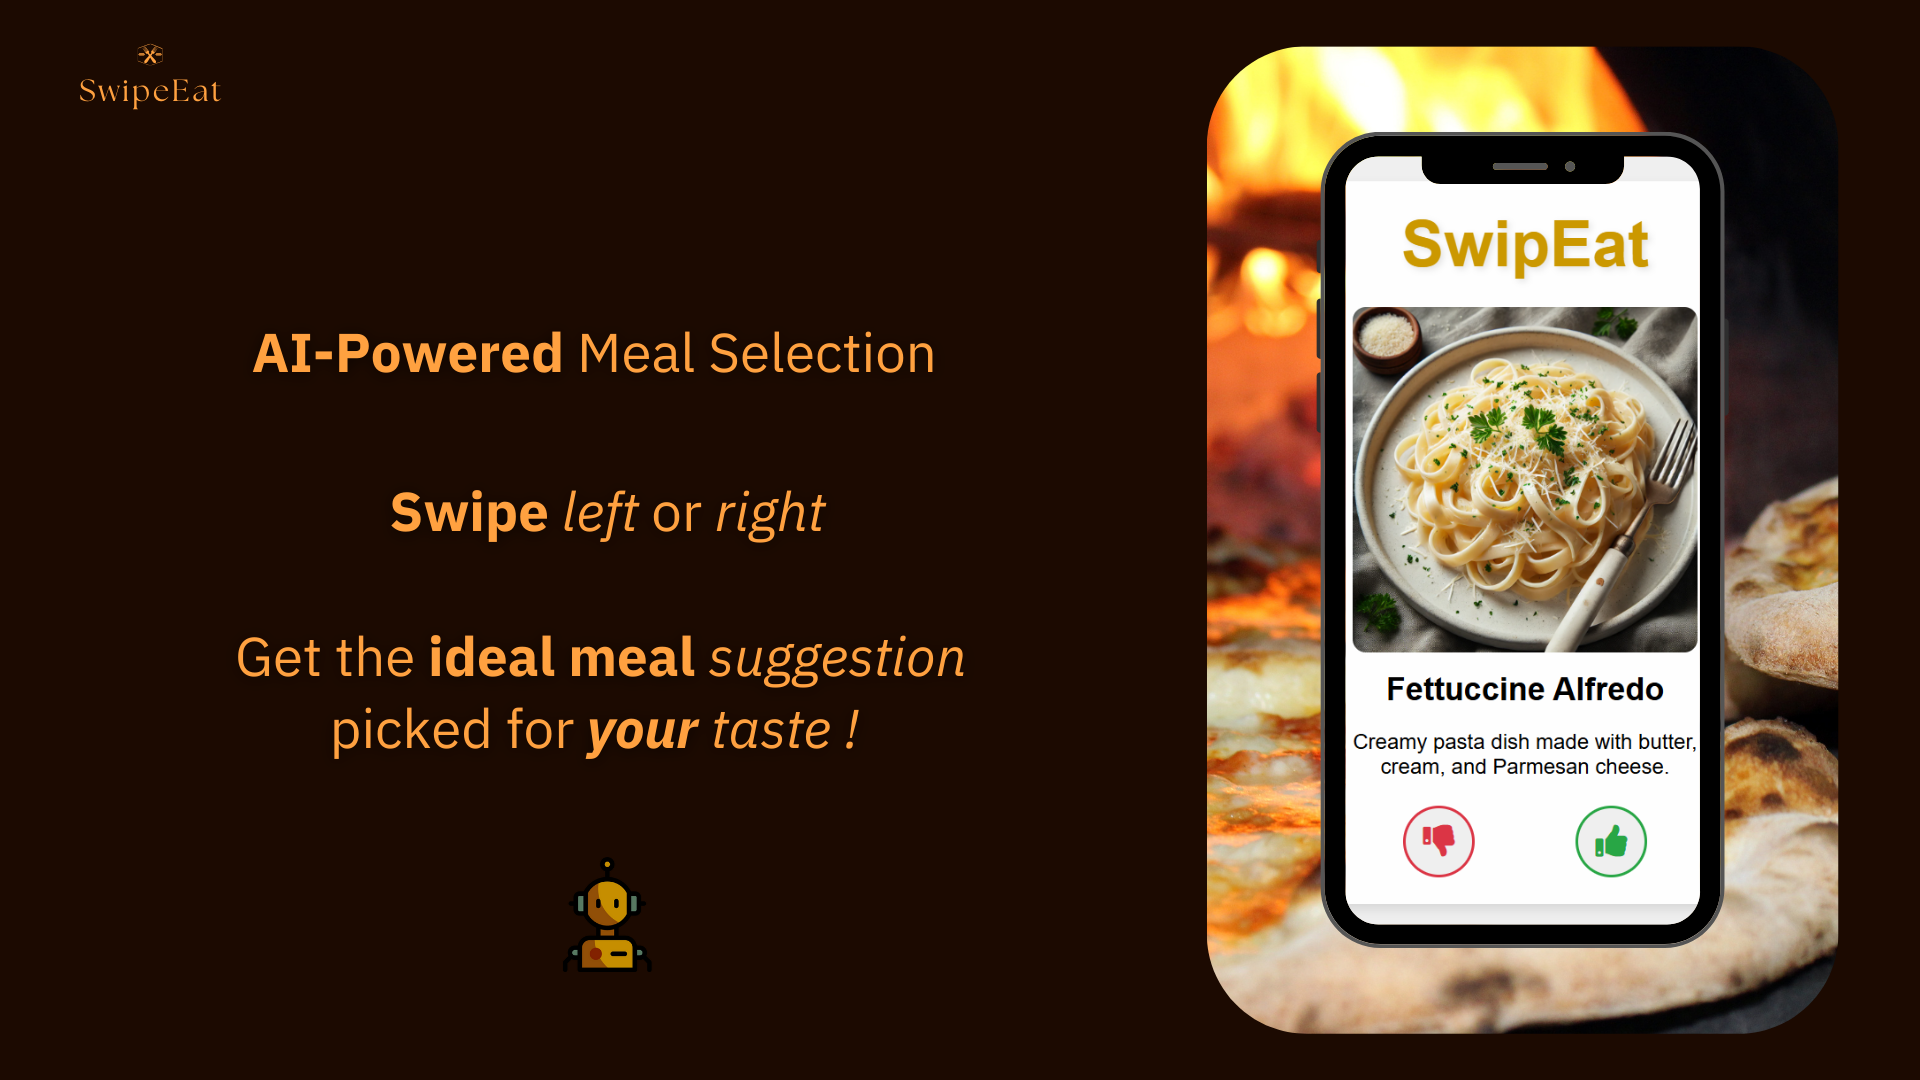 SwipeEat
AI-Powered Meal Selection
Swipe left or right
Get the ideal meal suggestion
picked for your taste !
SwipEat
Fettuccine Alfredo
Creamy pasta dish made with butter,
cream, and Parmesan cheese.